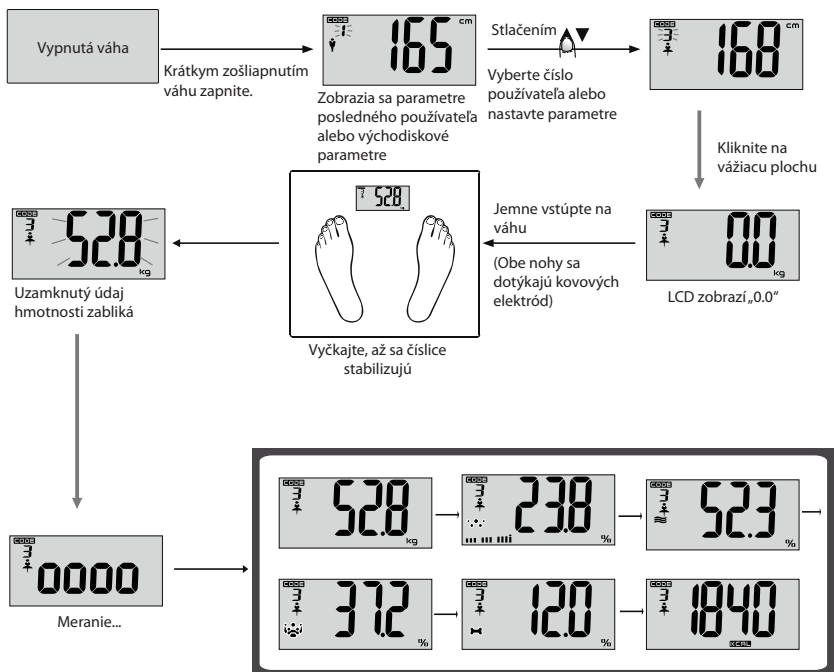 Vypnutá váha
Krátkym zošliapnutím
váhu zapnite.
CODE
1
165 cm
Zobrazia sa parametre
posledného používateľa
alebo východiskové
parametre
Stlačením
Vyberte číslo
používateľa alebo
nastavte parametre
CODE
3
168 cm
Kliknite na
vážiacu plochu
CODE
3
0.0 kg
LCD zobrazí „0.0“
Jemne vstúpte na
váhu
(Obe nohy sa
dotýkajú kovových
elektród)
52.8
Vyčkajte, až sa číslice
stabilizujú
CODE
3
52.8 kg
Uzamknutý údaj
hmotnosti zabliká
CODE
3
0000
Meranie...
CODE
3
52.8 kg
CODE
3
23.8 %
CODE
3
52.3 %
CODE
3
37.2 %
CODE
3
12.0 %
CODE
3
1840
KCAL